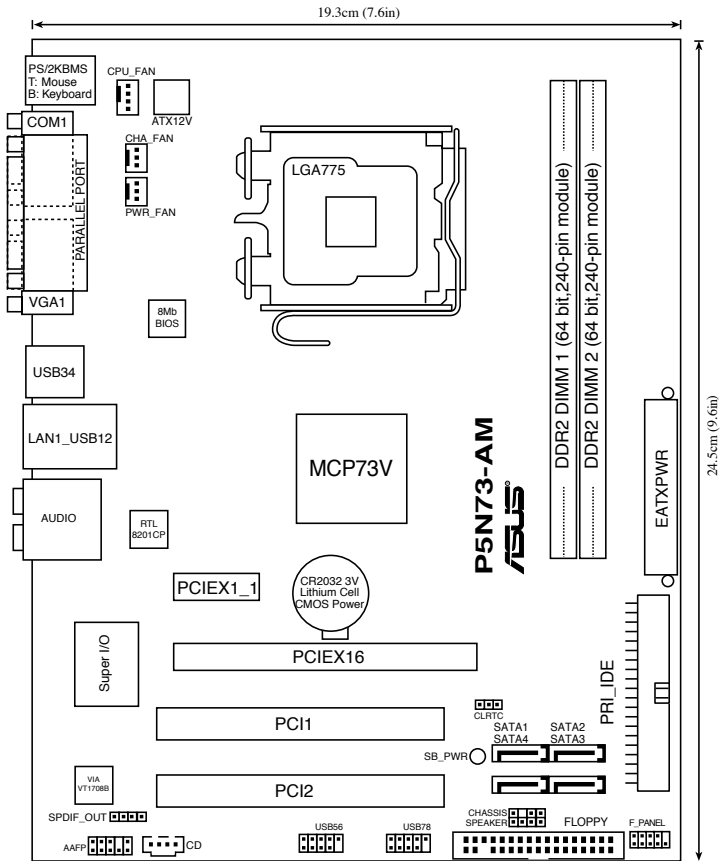 19.3cm (7.6in)
PS/2KBMS
T: Mouse
B: Keyboard
CPU_FAN
ATX12V
COM1
CHA_FAN
PARALLEL PORT
PWR_FAN
LGA775
VGA1
8Mb
BIOS
DDR2 DIMM 1 (64 bit,240-pin module)
DDR2 DIMM 2 (64 bit,240-pin module)
24.5cm (9.6in)
USB34
LAN1_USB12
MCP73V
P5N73-AM
ASUS
EATXPWR
AUDIO
RTL
8201CP
PCIEX1_1
CR2032 3V
Lithium Cell
CMOS Power
Super I/O
PCIEX16
PRI_IDE
CLRTC
PCI1
SATA1 SATA2
SATA4 SATA3
SB_PWR
VIA
VT1708B
PCI2
SPDIF_OUT
CHASSIS
SPEAKER
FLOPPY
F_PANEL
AAFP
CD
USB56
USB78